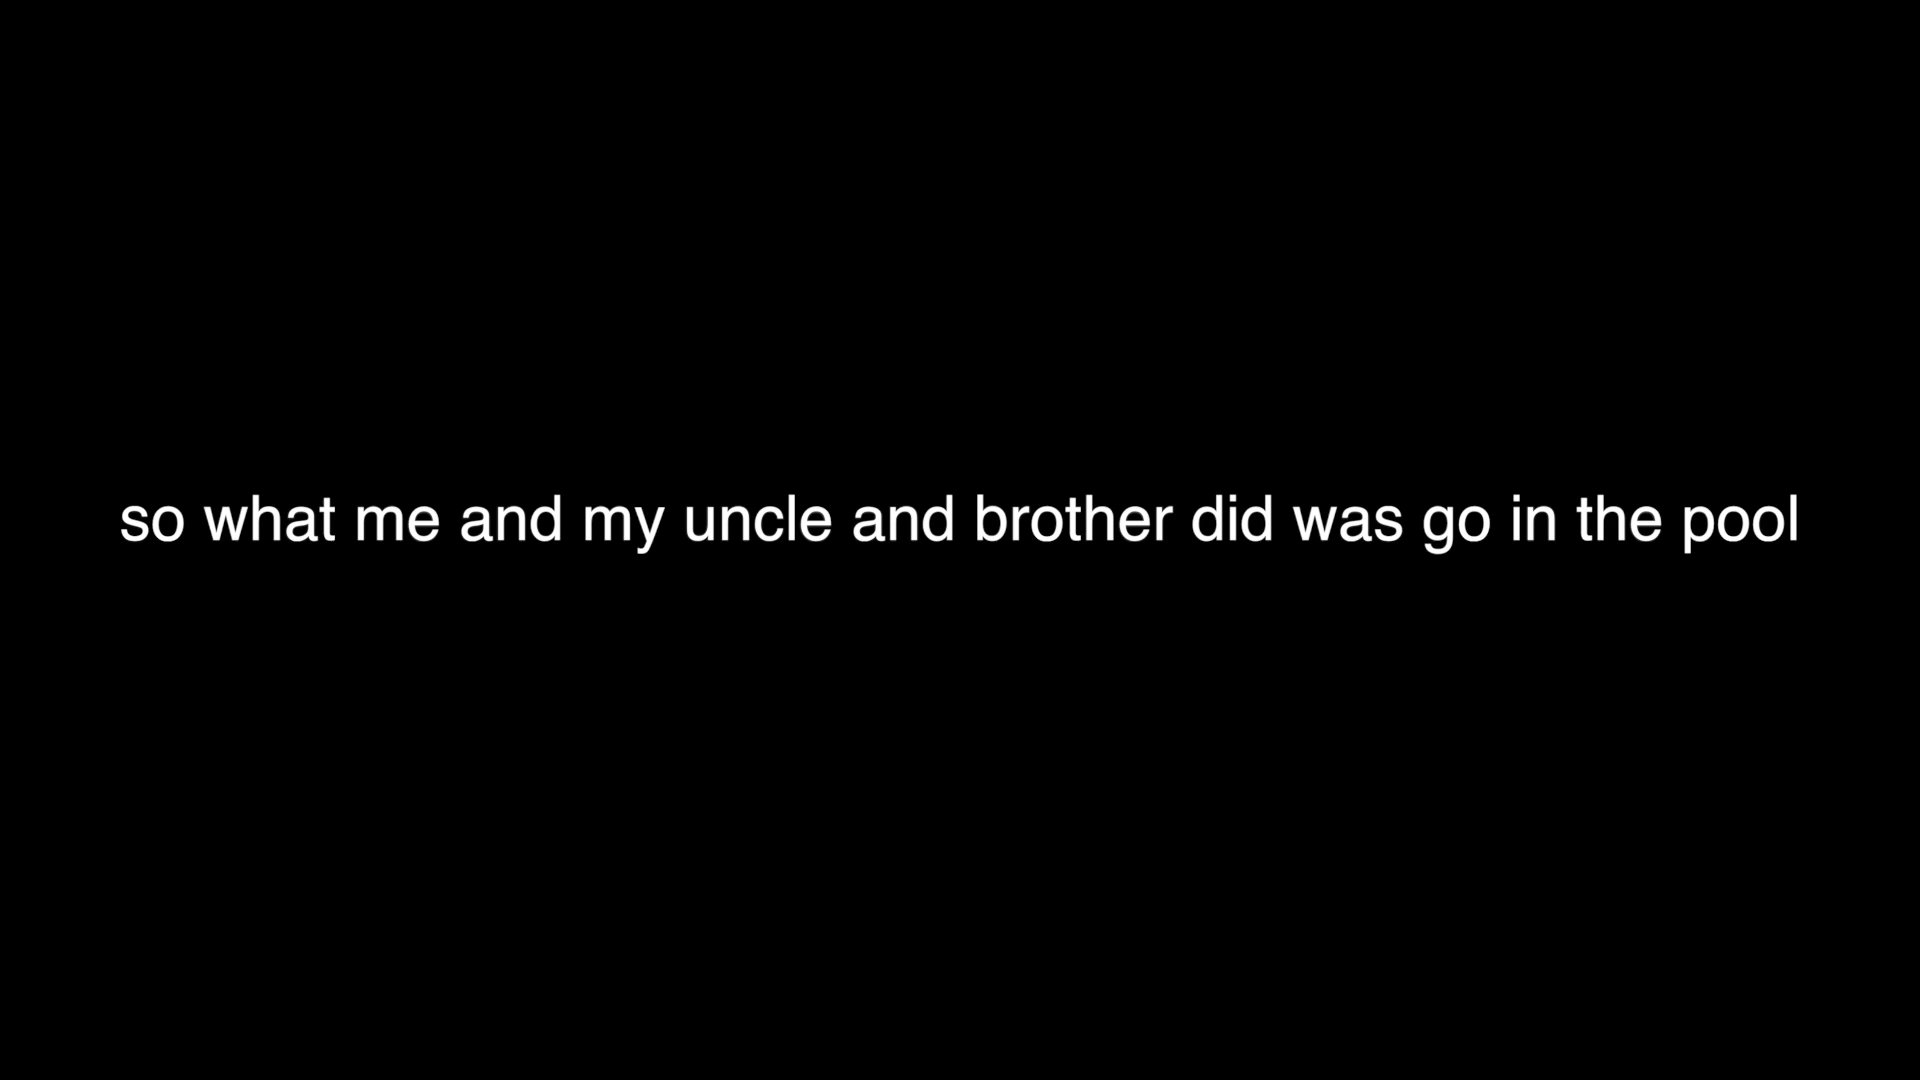 so what me and my uncle and brother did was go in the pool